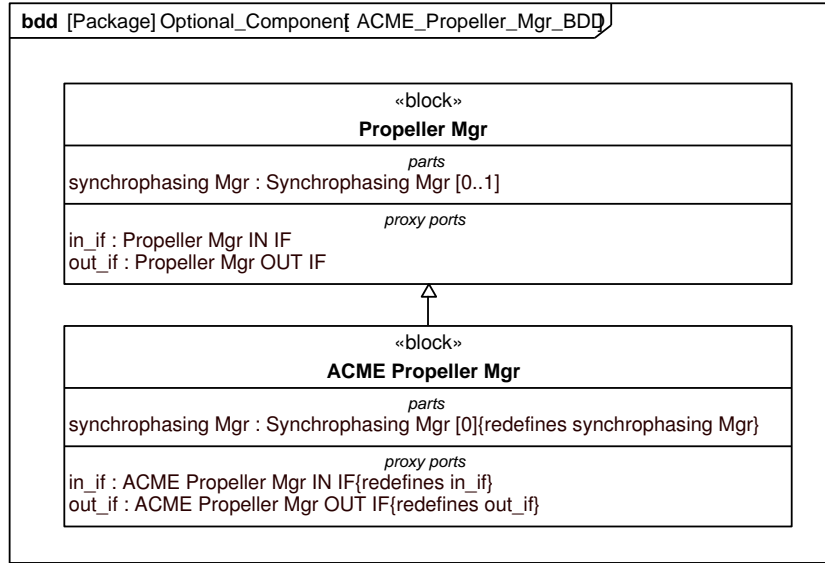 bdd [Package] Optional_Component[ ACME_Propeller_Mgr_BDD]
«block»
Propeller Mgr
parts
synchrophasing Mgr : Synchrophasing Mgr [0..1]
proxy ports
in_if : Propeller Mgr IN IF
out_if : Propeller Mgr OUT IF
«block»
ACME Propeller Mgr
parts
synchrophasing Mgr : Synchrophasing Mgr [0]{redefines synchrophasing Mgr}
proxy ports
in_if : ACME Propeller Mgr IN IF{redefines in_if}
out_if : ACME Propeller Mgr OUT IF{redefines out_if}